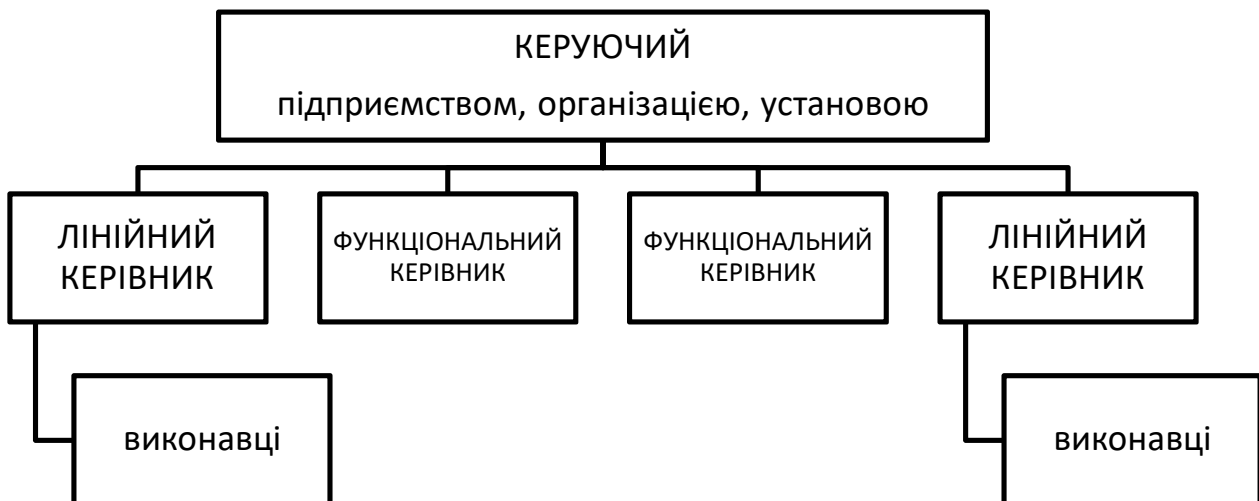 КЕРУЮЧИЙ
підприємством, організацією, установою
ЛІНІЙНИЙ
КЕРІВНИК
ФУНКЦІОНАЛЬНИЙ
КЕРІВНИК
ФУНКЦІОНАЛЬНИЙ
КЕРІВНИК
ЛІНІЙНИЙ
КЕРІВНИК
виконавці
виконавці